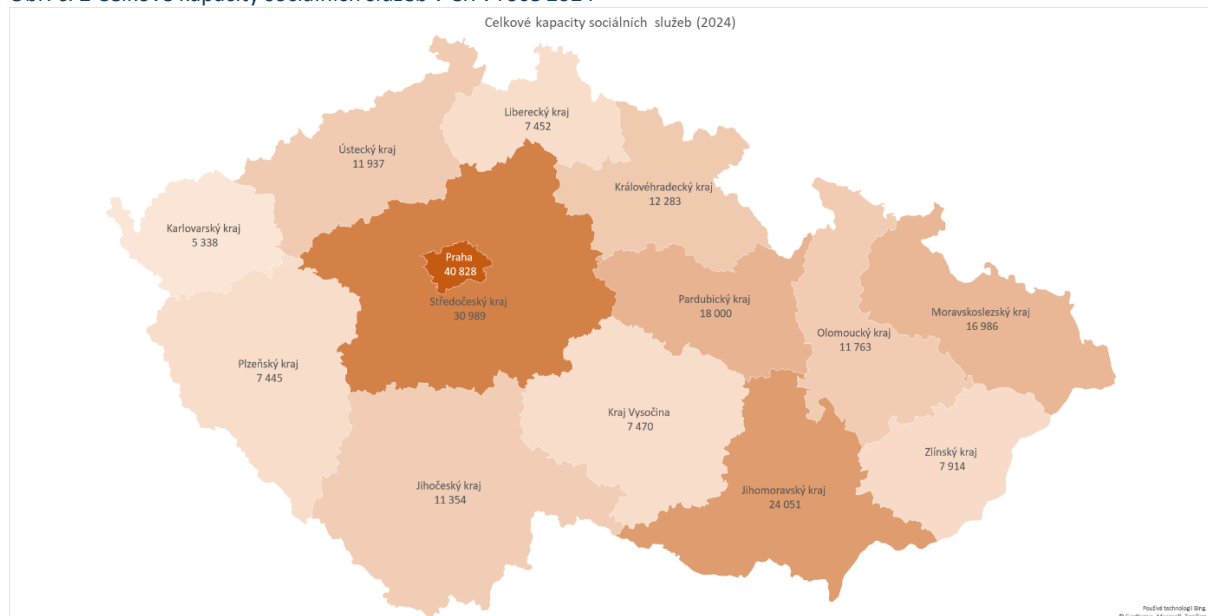 Celkové kapacity sociálních služeb (2024)
Liberecký kraj
7 452
Ústecký kraj
11 937
Královéhradecký kraj
12 283
Karlovarský kraj
5 338
Praha
40 828
Středočeský kraj
30 989
Pardubický kraj
18 000
Moravskoslezský kraj
16 986
Olomoucký kraj
11 763
Plzeňský kraj
7 445
Kraj Vysočina
7 470
Zlínský kraj
7 914
Jihočeský kraj
11 354
Jihomoravský kraj
24 051
Používé technologii Bing.